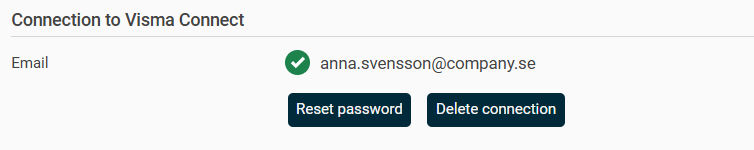 Connection to Visma Connect
Email anna.svensson@company.se
Reset password Delete connection